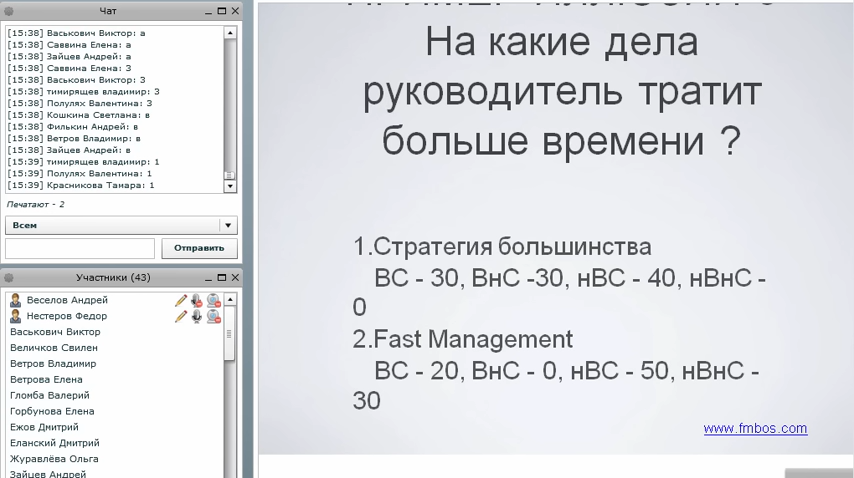 Чат
[15:38] Васькович Виктор: а
[15:38] Саввина Елена: а
[15:38] Зайцев Андрей: а
[15:38] Саввина Елена: 3
[15:38] Васькович Виктор: 3
[15:38] тимирящев владимир: 3
[15:38] Полулях Валентина: 3
[15:38] Кошкина Светлана: в
[15:38] Филькин Андрей: в
[15:38] Ветров Владимир: в
[15:38] Зайцев Андрей: в
[15:39] тимирящев владимир: 1
[15:39] Полулях Валентина: 1
[15:39] Красникова Тамара: 1
Печатают - 2
Всем
Отправить
Участники (43)
Веселов Андрей
Нестеров Федор
Васькович Виктор
Величков Свилен
Ветров Владимир
Ветрова Елена
Гломба Валерий
Горбунова Елена
Ежов Дмитрий
Еланский Дмитрий
Журавлёва Ольга
Зайцев Андрей
На какие дела
руководитель тратит
больше времени ?
1.Стратегия большинства
ВС - 30, ВнС -30, нВС - 40, нВнС -
0
2.Fast Management
ВС - 20, ВнС - 0, нВС - 50, нВнС -
30
www.fmbos.com